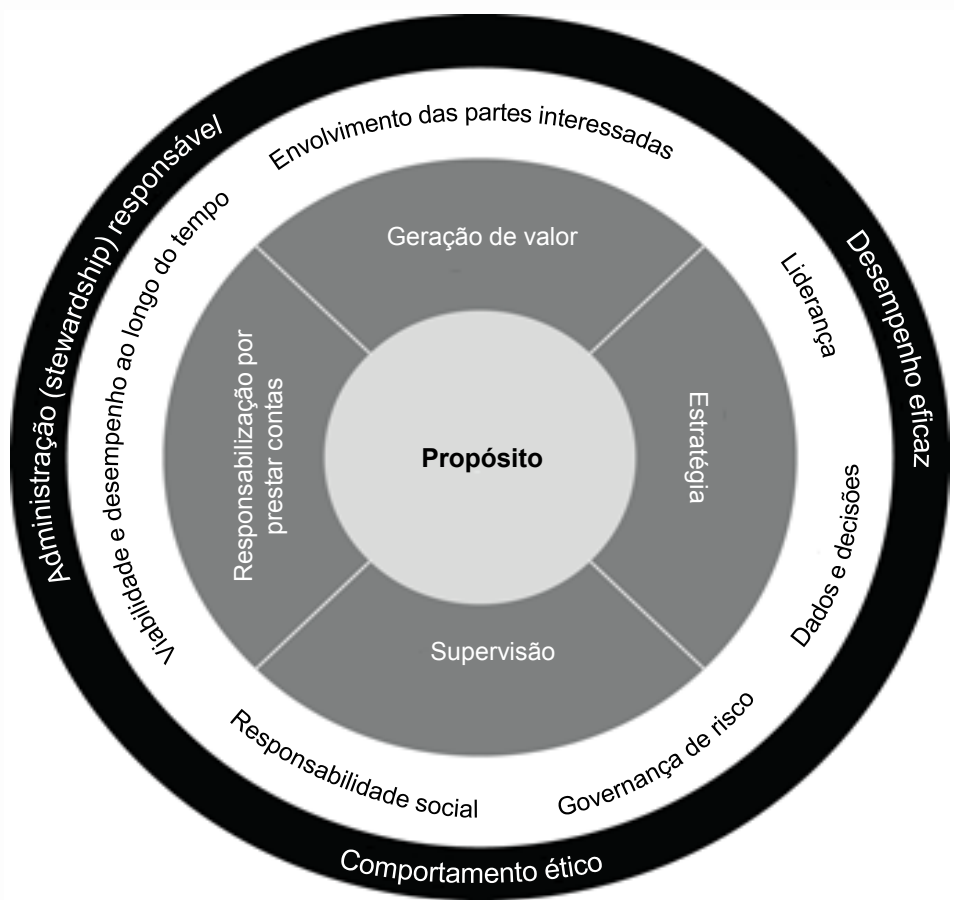 Administração (stewardship) responsável
Desempenho eficaz
Comportamento ético
Envolvimento das partes interessadas
Liderança
Dados e decisões
Governança de risco
Responsabilidade social
Viabilidade e desempenho ao longo do tempo
Geração de valor
Estratégia
Supervisão
Responsabilização por
prestar contas
Propósito